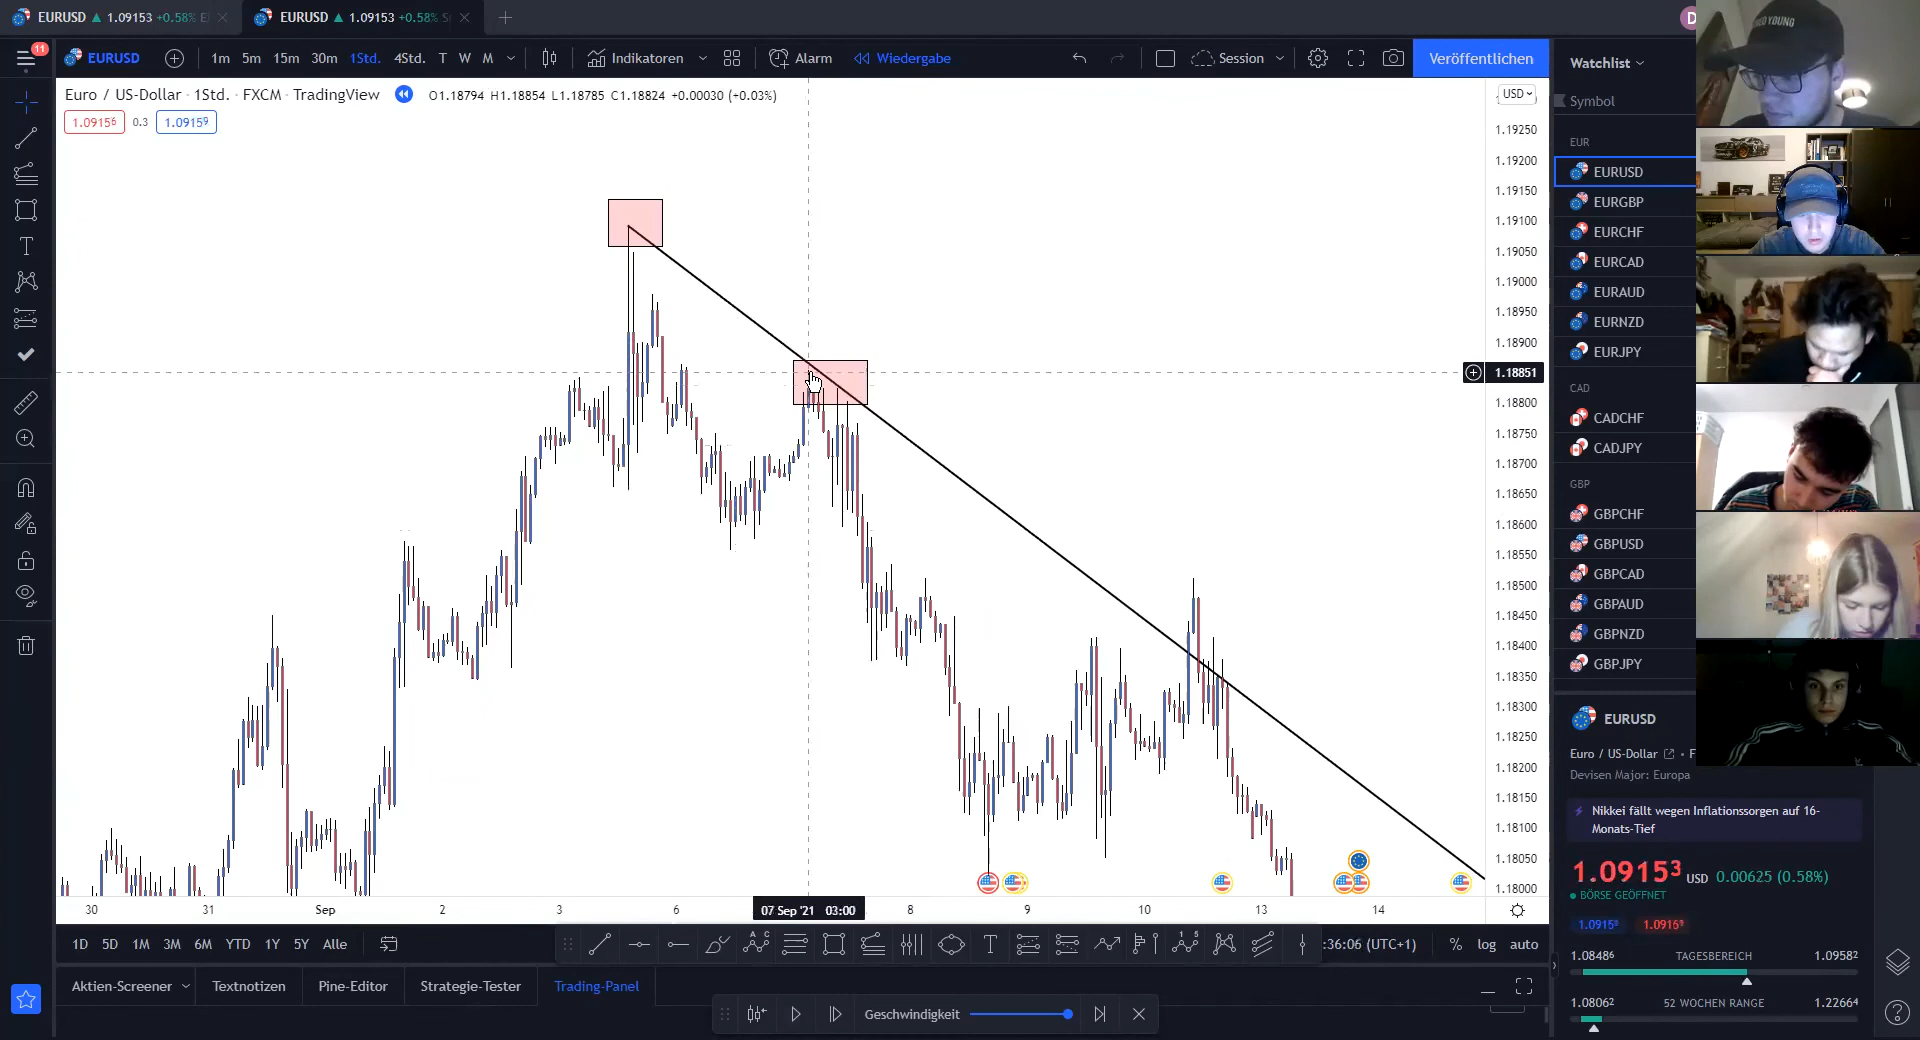 EURUSD ▲ 1.09153 +0.58% E
EURUSD ▲ 1.09153 +0.58% S
D
11
EURUSD
1m 5m 15m 30m 1Std. 4Std. T W M
Indikatoren
Alarm
Wiedergabe
Session
Veröffentlichen
Watchlist
Euro / US-Dollar · 1Std. · FXCM · TradingView
O1.18794 H1.18854 L1.18785 C1.18824 +0.00030 (+0.03%)
1.09156 0.3 1.09159
USD
1.19250
1.19200
1.19150
1.19100
1.19050
1.19000
1.18950
1.18900
1.18851
1.18800
1.18750
1.18700
1.18650
1.18600
1.18550
1.18500
1.18450
1.18400
1.18350
1.18300
1.18250
1.18200
1.18150
1.18100
1.18050
1.18000
30 31 Sep 2 3 6 07 Sep '21 03:00 8 9 10 13 14
1D 5D 1M 3M 6M YTD 1Y 5Y Alle
:36:06 (UTC+1) % log auto
Aktien-Screener Textnotizen Pine-Editor Strategie-Tester Trading-Panel
Geschwindigkeit
Symbol
EUR
EURUSD
EURGBP
EURCHF
EURCAD
EURAUD
EURNZD
EURJPY
CAD
CADCHF
CADJPY
GBP
GBPCHF
GBPUSD
GBPCAD
GBPAUD
GBPNZD
GBPJPY
EURUSD
Euro / US-Dollar • F
Devisen Major: Europa
Nikkei fällt wegen Inflationssorgen auf 16-
Monats-Tief
1.09153 USD 0.00625 (0.58%)
BÖRSE GEÖFFNET
1.09159 1.09169
1.08486 TAGESBEREICH 1.09582
1.08062 52 WOCHEN RANGE 1.22664
YOUNG